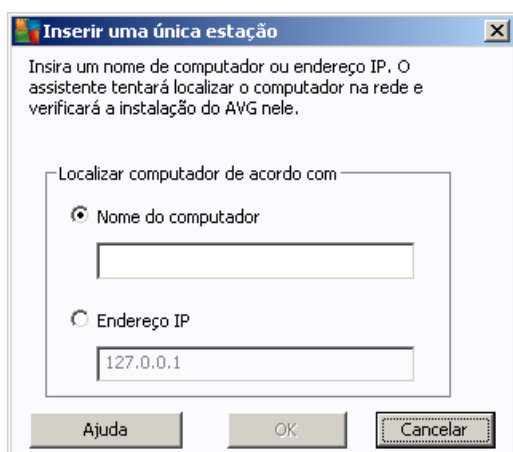 Inserir uma única estação
Insira um nome de computador ou endereço IP. O
assistente tentará localizar o computador na rede e
verificará a instalação do AVG nele.
Localizar computador de acordo com
Nome do computador
Endereço IP
127.0.0.1
Ajuda
OK
Cancelar